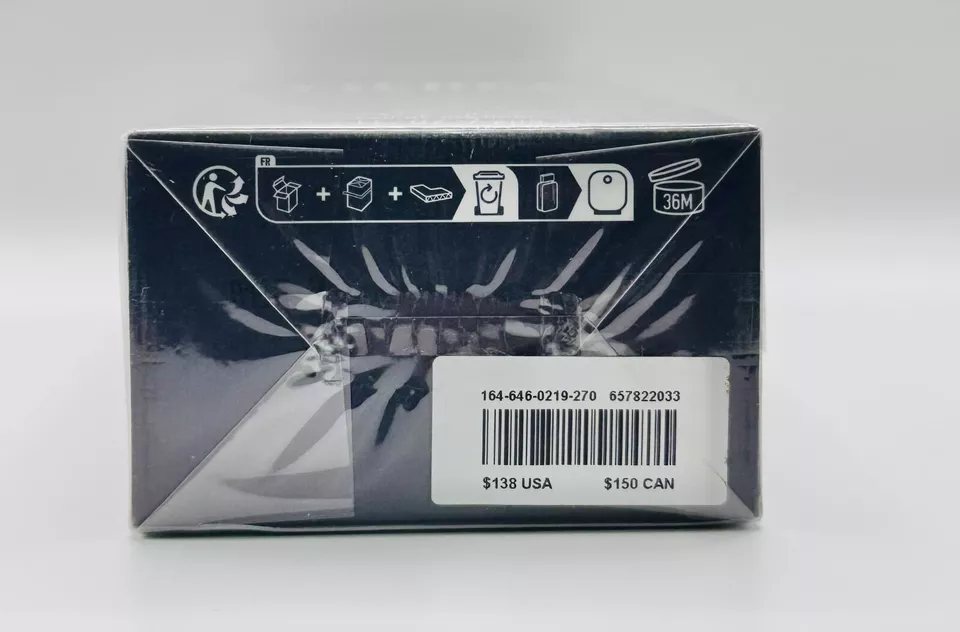 FR
+ +
36M
164-646-0219-270 657822033
$138 USA $150 CAN